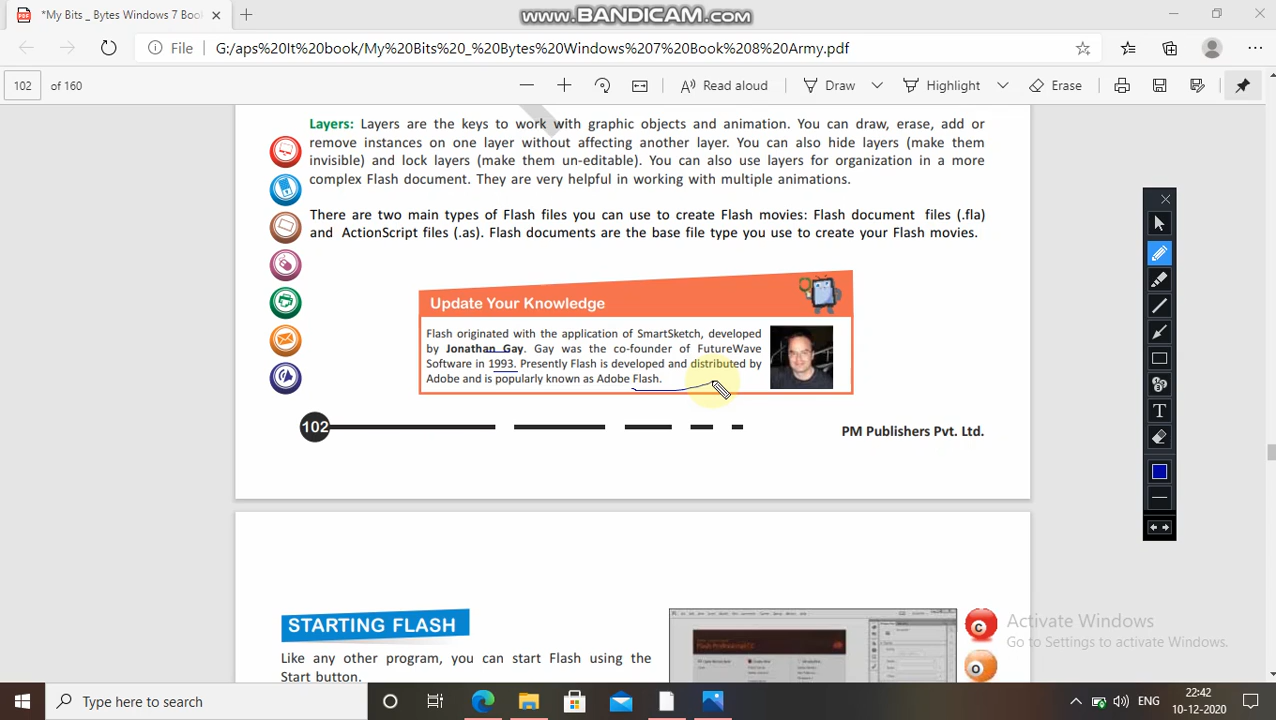 *My Bits _ Bytes Windows 7 Bool
www.BANDICAM.com
File
G:/aps%20It%20book/My%20Bits%20_%20Bytes%20Windows%207%20Book%208%20Army.pdf
102
of 160
Read aloud
Draw
Highlight
Erase
Layers: Layers are the keys to work with graphic objects and animation. You can draw, erase, add or
remove instances on one layer without affecting another layer. You can also hide layers (make them
invisible) and lock layers (make them un-editable). You can also use layers for organization in a more
complex Flash document. They are very helpful in working with multiple animations.
There are two main types of Flash files you can use to create Flash movies: Flash document files (.fla)
and ActionScript files (.as). Flash documents are the base file type you use to create your Flash movies.
Update Your Knowledge
Flash originated with the application of SmartSketch, developed
by Jonathan Gay. Gay was the co-founder of FutureWave
Software in 1993. Presently Flash is developed and distributed by
Adobe and is popularly known as Adobe Flash.
102
PM Publishers Pvt. Ltd.
STARTING FLASH
Like any other program, you can start Flash using the
Start button.
C
O
Activate Windows
Go to Settings to activate Windows.
Type here to search
ENG
22:42
10-12-2020